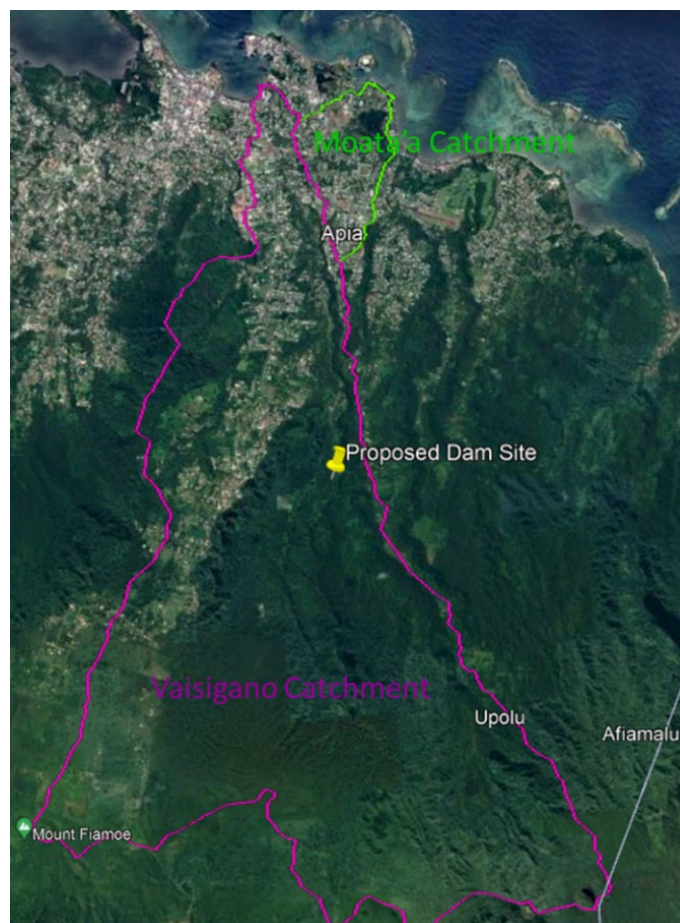 Moata'a Catchment
Apia
Proposed Dam Site
Vaisigano Catchment
Upolu
Afiamalu
Mount Fiamoe